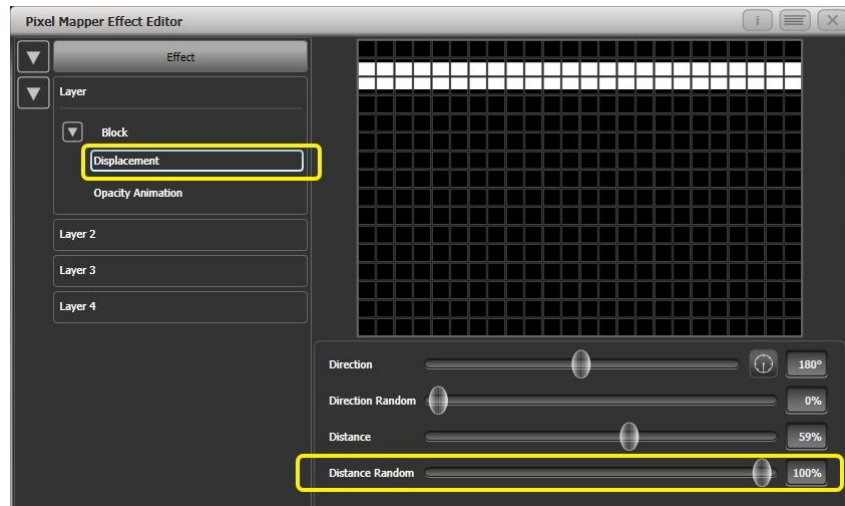 Pixel Mapper Effect Editor
i
X
Effect
Layer
Block
Displacement
Opacity Animation
Layer 2
Layer 3
Layer 4
Direction 180°
Direction Random 0%
Distance 59%
Distance Random 100%